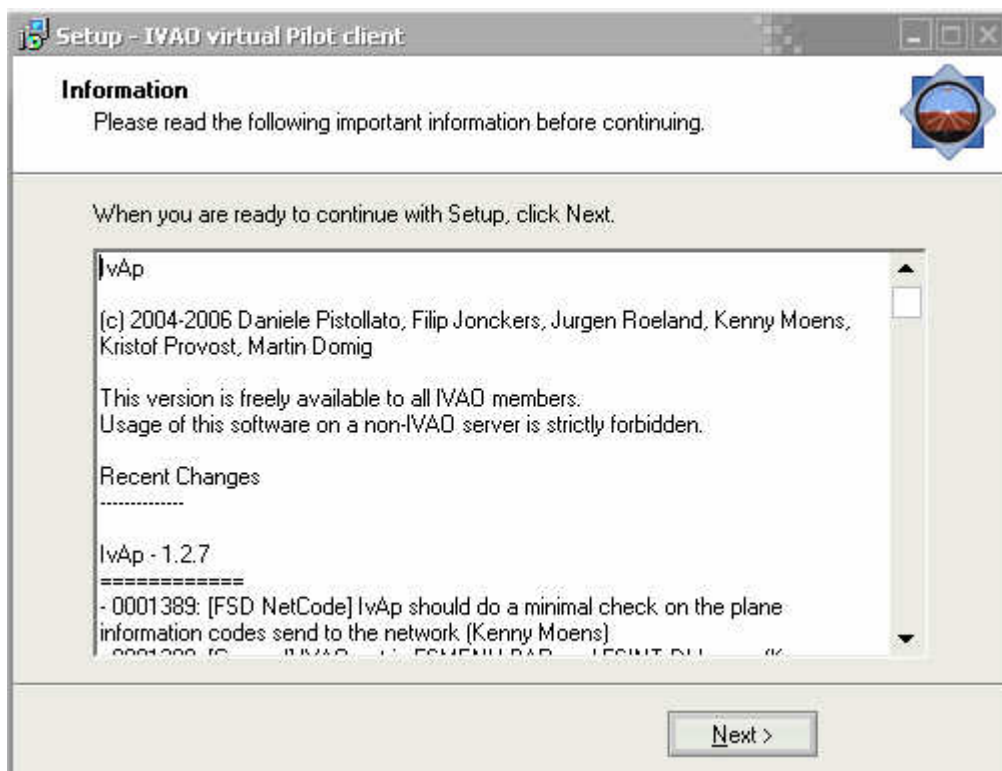 Setup - IVAO virtual Pilot client
Information
Please read the following important information before continuing.
When you are ready to continue with Setup, click Next.
IvAp
(c) 2004-2006 Daniele Pistollato, Filip Jonckers, Jurgen Roeland, Kenny Moens,
Kristof Provost, Martin Domig
This version is freely available to all IVAO members.
Usage of this software on a non-IVAO server is strictly forbidden.
Recent Changes
-------------
IvAp - 1.2.7
============
- 0001389: [FSD NetCode] IvAp should do a minimal check on the plane
information codes send to the network (Kenny Moens)
Next >